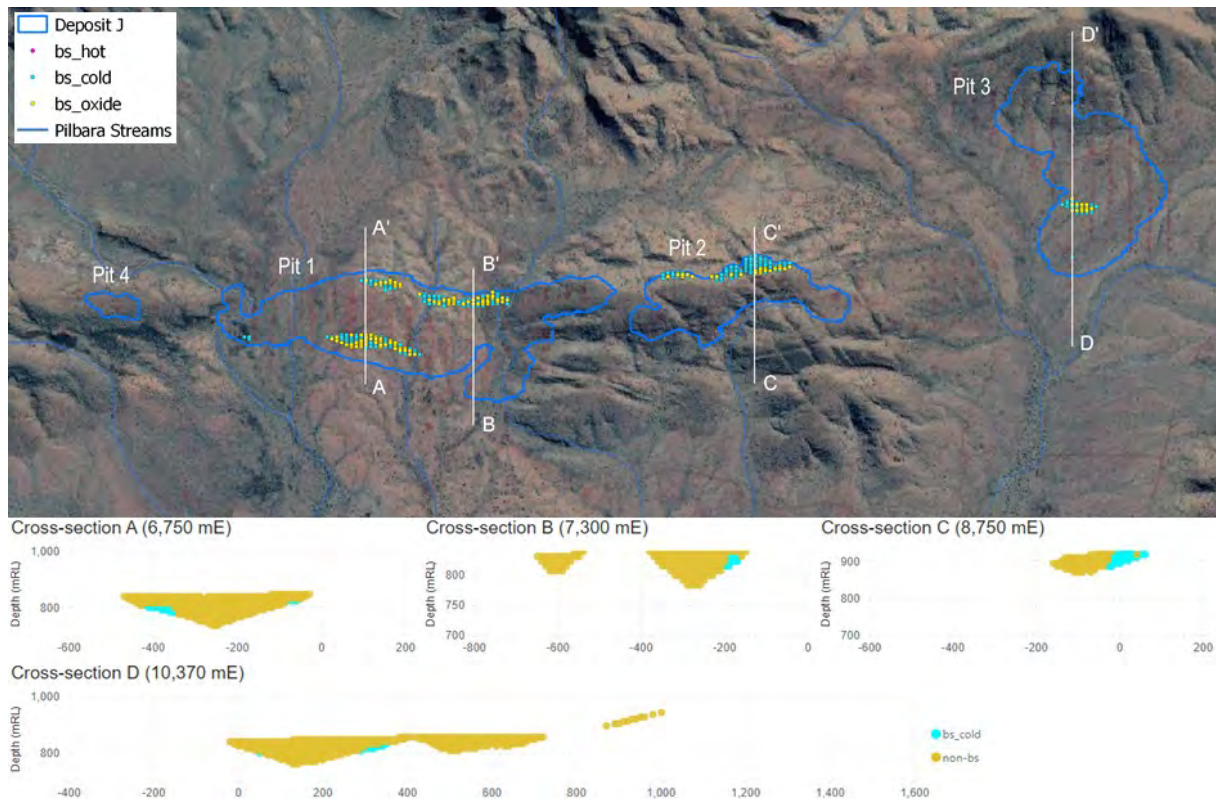 Deposit J
bs_hot
bs_cold
bs_oxide
Pilbara Streams
D'
Pit 3
A'
C'
Pit 2
B'
Pit 1
Pit 4
D
A
C
B
Cross-section A (6,750 mE)
Depth (mRL)
1,000
800
-600
-400
-200
0
200
Cross-section B (7,300 mE)
Depth (mRL)
800
750
700
-800
-600
-400
-200
0
Cross-section C (8,750 mE)
Depth (mRL)
900
800
700
-600
-400
-200
0
200
Cross-section D (10,370 mE)
Depth (mRL)
1,000
800
-400
-200
0
200
400
600
800
1,000
1,200
1,400
1,600
bs_cold
non-bs